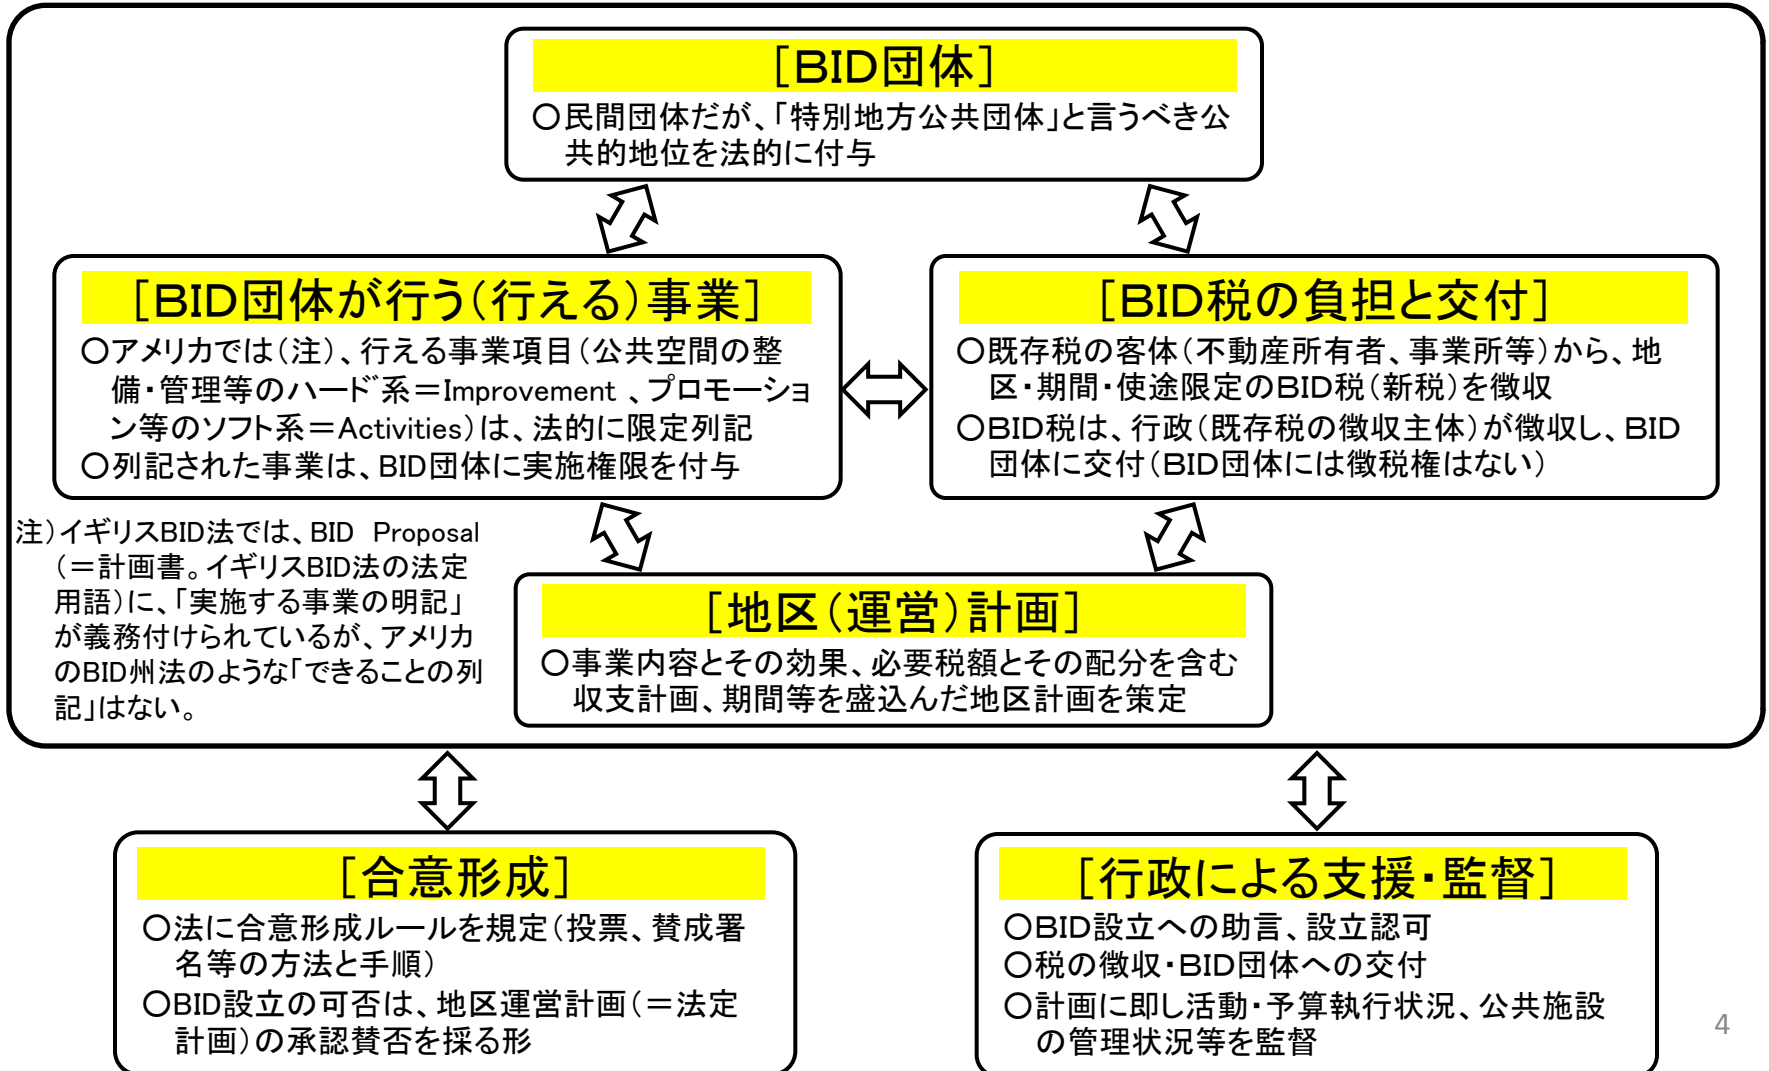 [BID団体]
○民間団体だが、「特別地方公共団体」と言うべき公
共的地位を法的に付与
[BID団体が行う(行える)事業]
○アメリカでは(注)、行える事業項目(公共空間の整
備・管理等のハード系=Improvement 、プロモーショ
ン等のソフト系=Activities)は、法的に限定列記
○列記された事業は、BID団体に実施権限を付与
[BID税の負担と交付]
○既存税の客体(不動産所有者、事業所等)から、地
区・期間・使途限定のBID税(新税)を徴収
○BID税は、行政(既存税の徴収主体)が徴収し、BID
団体に交付(BID団体には徴税権はない)
注)イギリスBID法では、BID Proposal
(=計画書。イギリスBID法の法定
用語)に、「実施する事業の明記」
が義務付けられているが、アメリカ
のBID州法のような「できることの列
記」はない。
[地区(運営)計画]
○事業内容とその効果、必要税額とその配分を含む
収支計画、期間等を盛込んだ地区計画を策定
[合意形成]
○法に合意形成ルールを規定(投票、賛成署
名等の方法と手順)
○BID設立の可否は、地区運営計画(=法定
計画)の承認賛否を採る形
[行政による支援・監督]
○BID設立への助言、設立認可
○税の徴収・BID団体への交付
○計画に即し活動・予算執行状況、公共施設
の管理状況等を監督
4